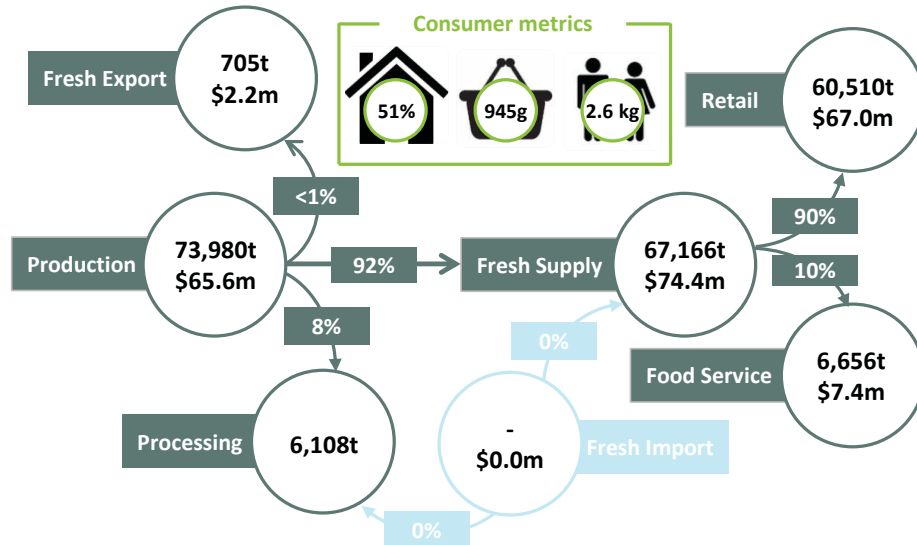 Consumer metrics
51%
945g
2.6 kg
Fresh Export
705t
$2.2m
Retail
60,510t
$67.0m
<1%
90%
Production
73,980t
$65.6m
92%
Fresh Supply
67,166t
$74.4m
10%
8%
0%
Food Service
6,656t
$7.4m
Processing
6,108t
-
$0.0m
Fresh Import
0%